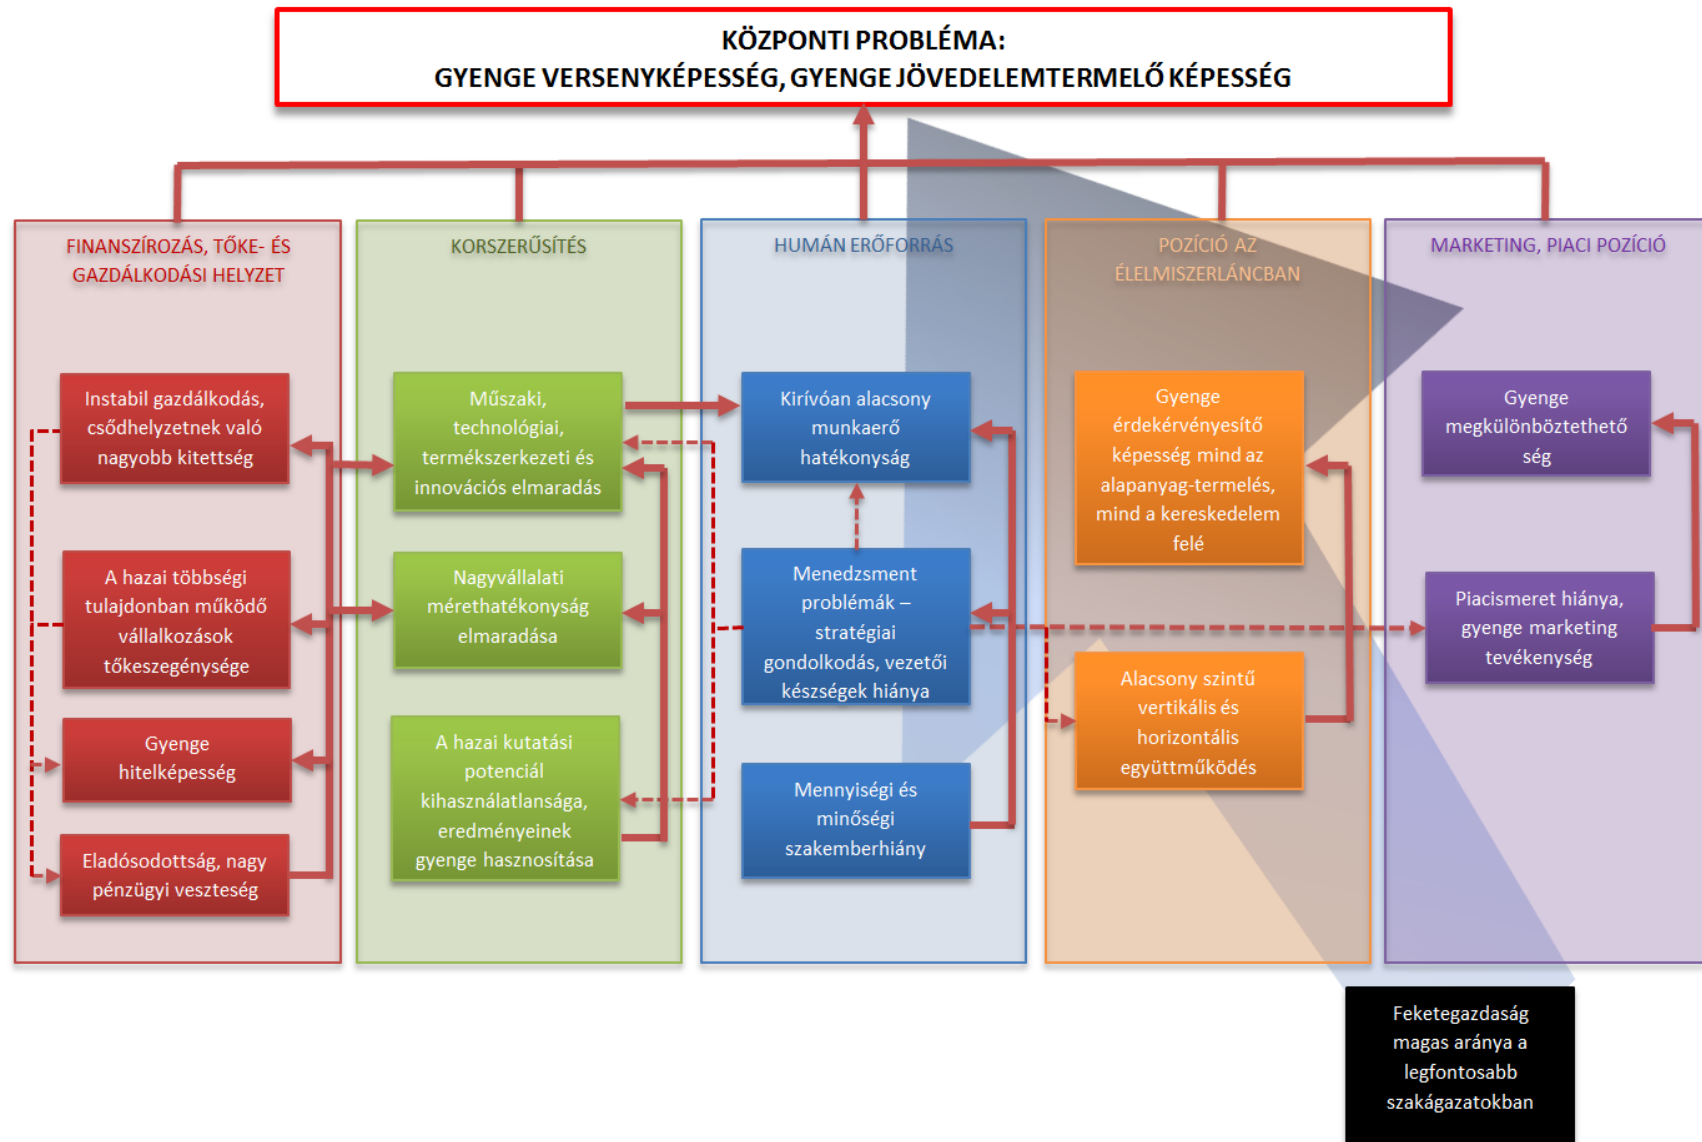 KÖZPONTI PROBLÉMA:
GYENGE VERSENYKÉPESSÉG, GYENGE JÖVEDELEMTERMELŐ KÉPESSÉG
FINANSZÍROZÁS, TŐKE- ÉS
GAZDÁLKODÁSI HELYZET
Instabil gazdálkodás,
csődhelyzetnek való
nagyobb kitettség
A hazai többségi
tulajdonban működő
vállalkozások
tőkeszegénysége
Gyenge
hitelképesség
Eladósodottság, nagy
pénzügyi veszteség
KORSZERŰSÍTÉS
Műszaki,
technológiai,
termékszerkezeti és
innovációs elmaradás
Nagyvállalati
mérethatékonyság
elmaradása
A hazai kutatási
potenciál
kihasználatlansága,
eredményeinek
gyenge hasznosítása
HUMÁN ERŐFORRÁS
Kirívóan alacsony
munkaerő
hatékonyság
Menedzsment
problémák –
stratégiai
gondolkodás, vezetői
készségek hiánya
Mennyiségi és
minőségi
szakemberhiány
POZÍCIÓ AZ
ÉLELMISZERLÁNCBAN
Gyenge
érdekérvényesítő
képesség mind az
alapanyag-termelés,
mind a kereskedelem
felé
Alacsony szintű
vertikális és
horizontális
együttműködés
MARKETING, PIACI POZÍCIÓ
Gyenge
megkülönböztethető
ség
Piacismeret hiánya,
gyenge marketing
tevékenység
Feketegazdaság
magas aránya a
legfontosabb
szakágazatokban